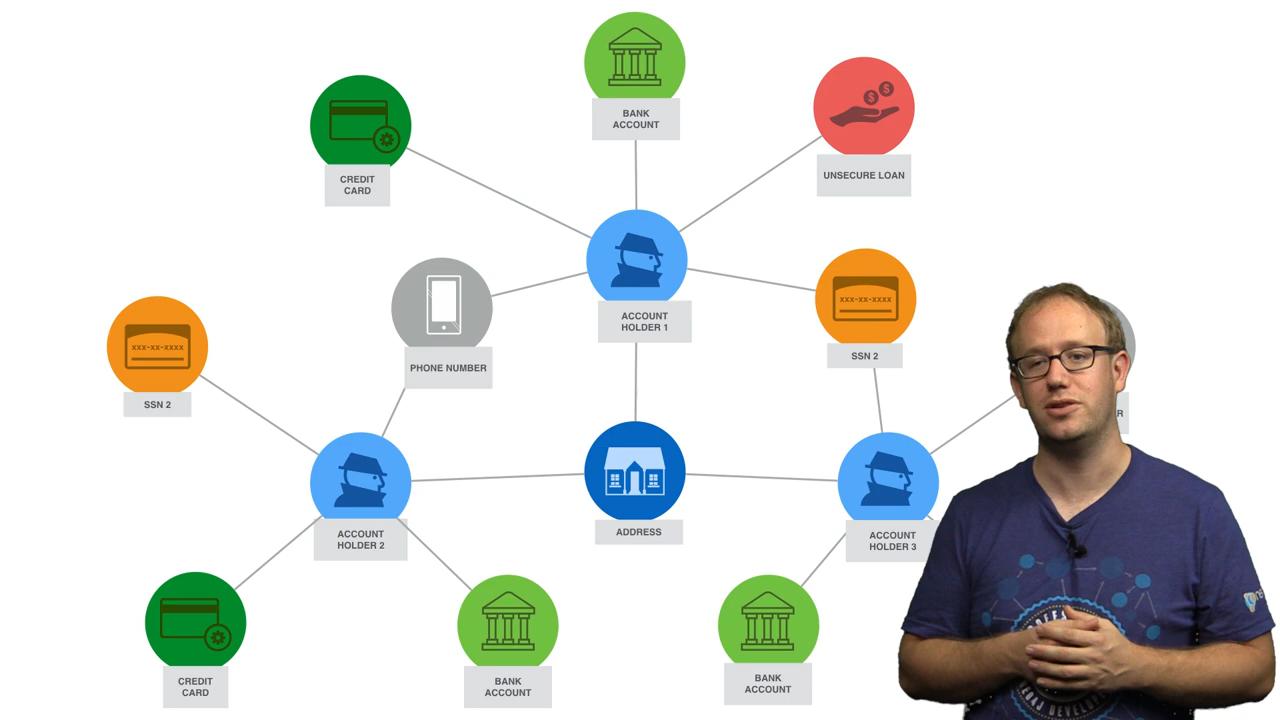 BANK
ACCOUNT
CREDIT
CARD
UNSECURE LOAN
xxx-xx-xxxx
ACCOUNT
HOLDER 1
xxx-xx-xxxx
SSN 2
PHONE NUMBER
SSN 2
R
ACCOUNT
HOLDER 2
ADDRESS
ACCOUNT
HOLDER 3
CREDIT
CARD
BANK
ACCOUNT
BANK
ACCOUNT